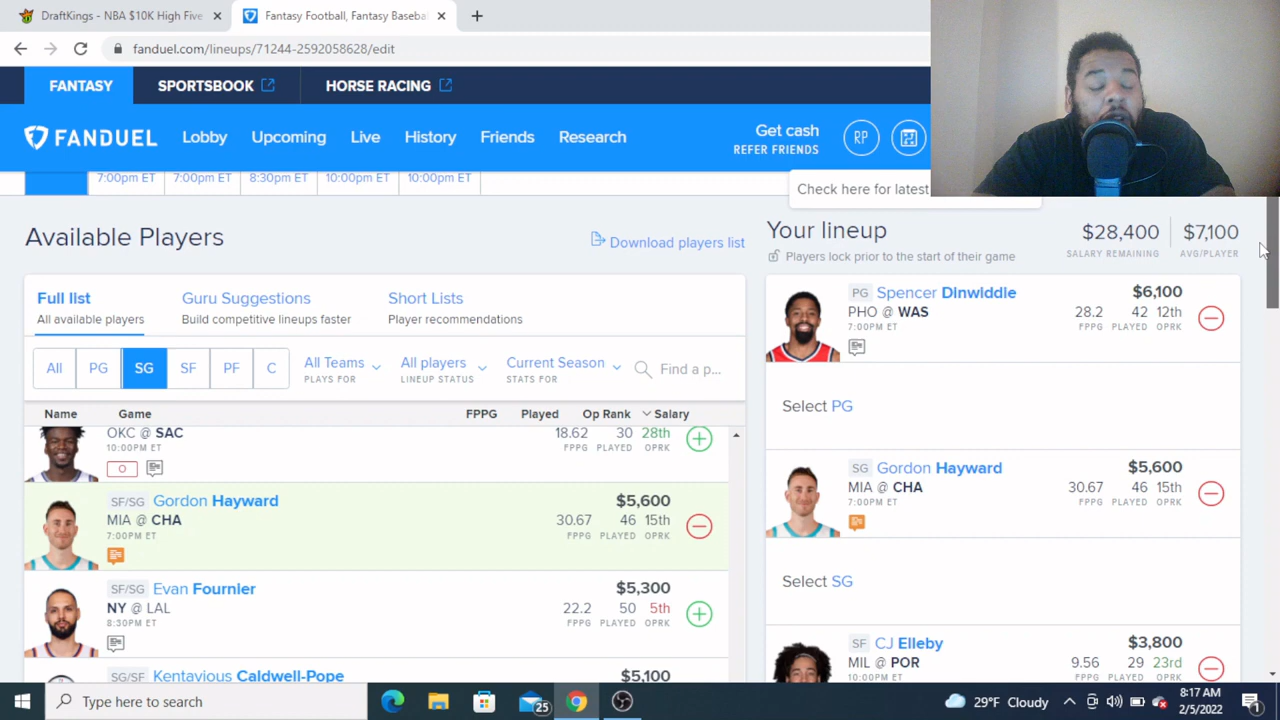 DraftKings - NBA $10K High Five
Fantasy Football, Fantasy Baseba
fanduel.com/lineups/71244-2592058628/edit
FANTASY SPORTSBOOK HORSE RACING
FANDUEL Lobby Upcoming Live History Friends Research Get cash REFER FRIENDS RP
7:00pm ET 7:00pm ET 8:30pm ET 10:00pm ET 10:00pm ET
Check here for latest
Available Players
Download players list
Your lineup
Players lock prior to the start of their game
$28,400 $7,100
SALARY REMAINING AVG/PLAYER
Full list Guru Suggestions Short Lists
All available players Build competitive lineups faster Player recommendations
All PG SG SF PF C
All Teams All players Current Season Find a p...
PLAYS FOR LINEUP STATUS STATS FOR
Name Game FPPG Played Op Rank Salary
OKC @ SAC 18.62 30 28th
10:00PM ET FPPG PLAYED OPRK
O
SF/SG Gordon Hayward $5,600
MIA @ CHA 30.67 46 15th
7:00PM ET FPPG PLAYED OPRK
SF/SG Evan Fournier $5,300
NY @ LAL 22.2 50 5th
8:30PM ET FPPG PLAYED OPRK
SG/SF Kentavious Caldwell-Pope $5,100
PG Spencer Dinwiddie $6,100
PHO @ WAS 28.2 42 12th
7:00PM ET FPPG PLAYED OPRK
Select PG
SG Gordon Hayward $5,600
MIA @ CHA 30.67 46 15th
7:00PM ET FPPG PLAYED OPRK
Select SG
SF CJ Elleby $3,800
MIL @ POR 9.56 29 23rd
10:00PM ET FPPG PLAYED OPRK
Type here to search
25
29°F Cloudy
8:17 AM
2/5/2022
1